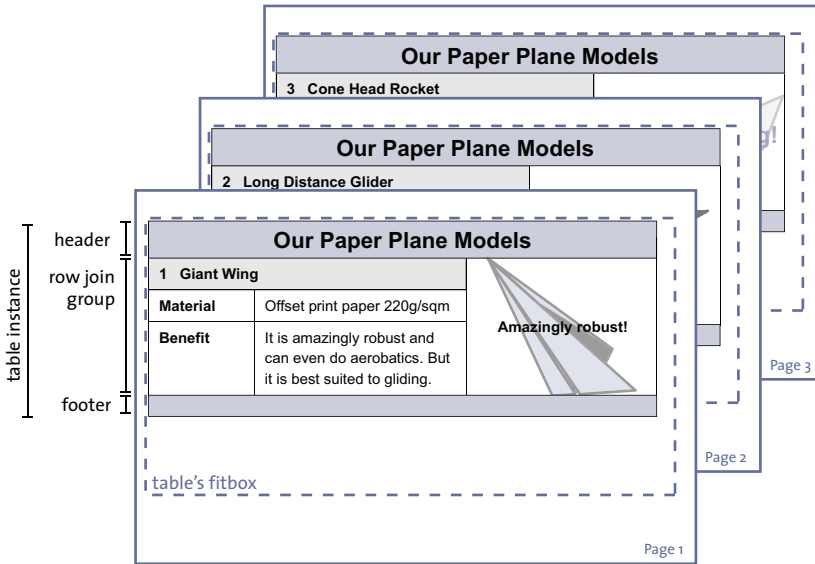 Our Paper Plane Models
3 Cone Head Rocket
g!
Page 3
Our Paper Plane Models
2 Long Distance Glider
Page 2
table instance
header
row join
group
footer
Our Paper Plane Models
1 Giant Wing
Material
Offset print paper 220g/sqm
Benefit
It is amazingly robust and
can even do aerobatics. But
it is best suited to gliding.
Amazingly robust!
table's fitbox
Page 1